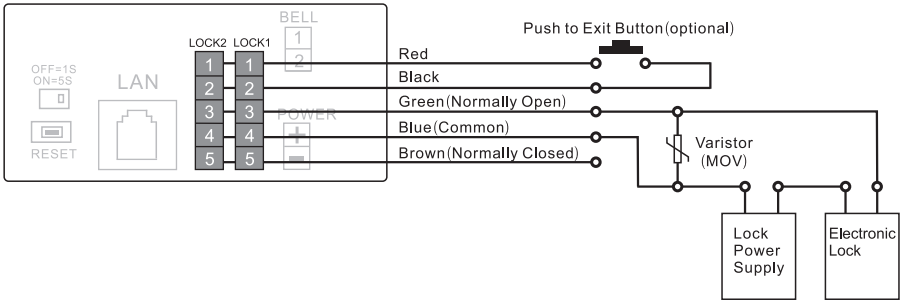 BELL
1
2
LOCK2 LOCK1
1 1
2 2
3 3
4 4
5 5
OFF=1S
ON=5S
LAN
RESET
POWER
+
-
Push to Exit Button(optional)
Red
Black
Green(Normally Open)
Blue(Common)
Brown(Normally Closed)
Varistor
(MOV)
Lock
Power
Supply
Electronic
Lock